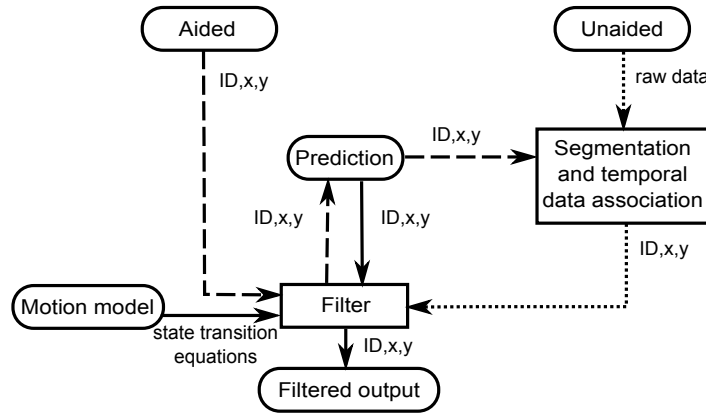 Aided
Unaided
ID,x,y
raw data
ID,x,y
Prediction
Segmentation
and temporal
data association
ID,x,y
ID,x,y
ID,x,y
Motion model
Filter
state transition
equations
ID,x,y
Filtered output